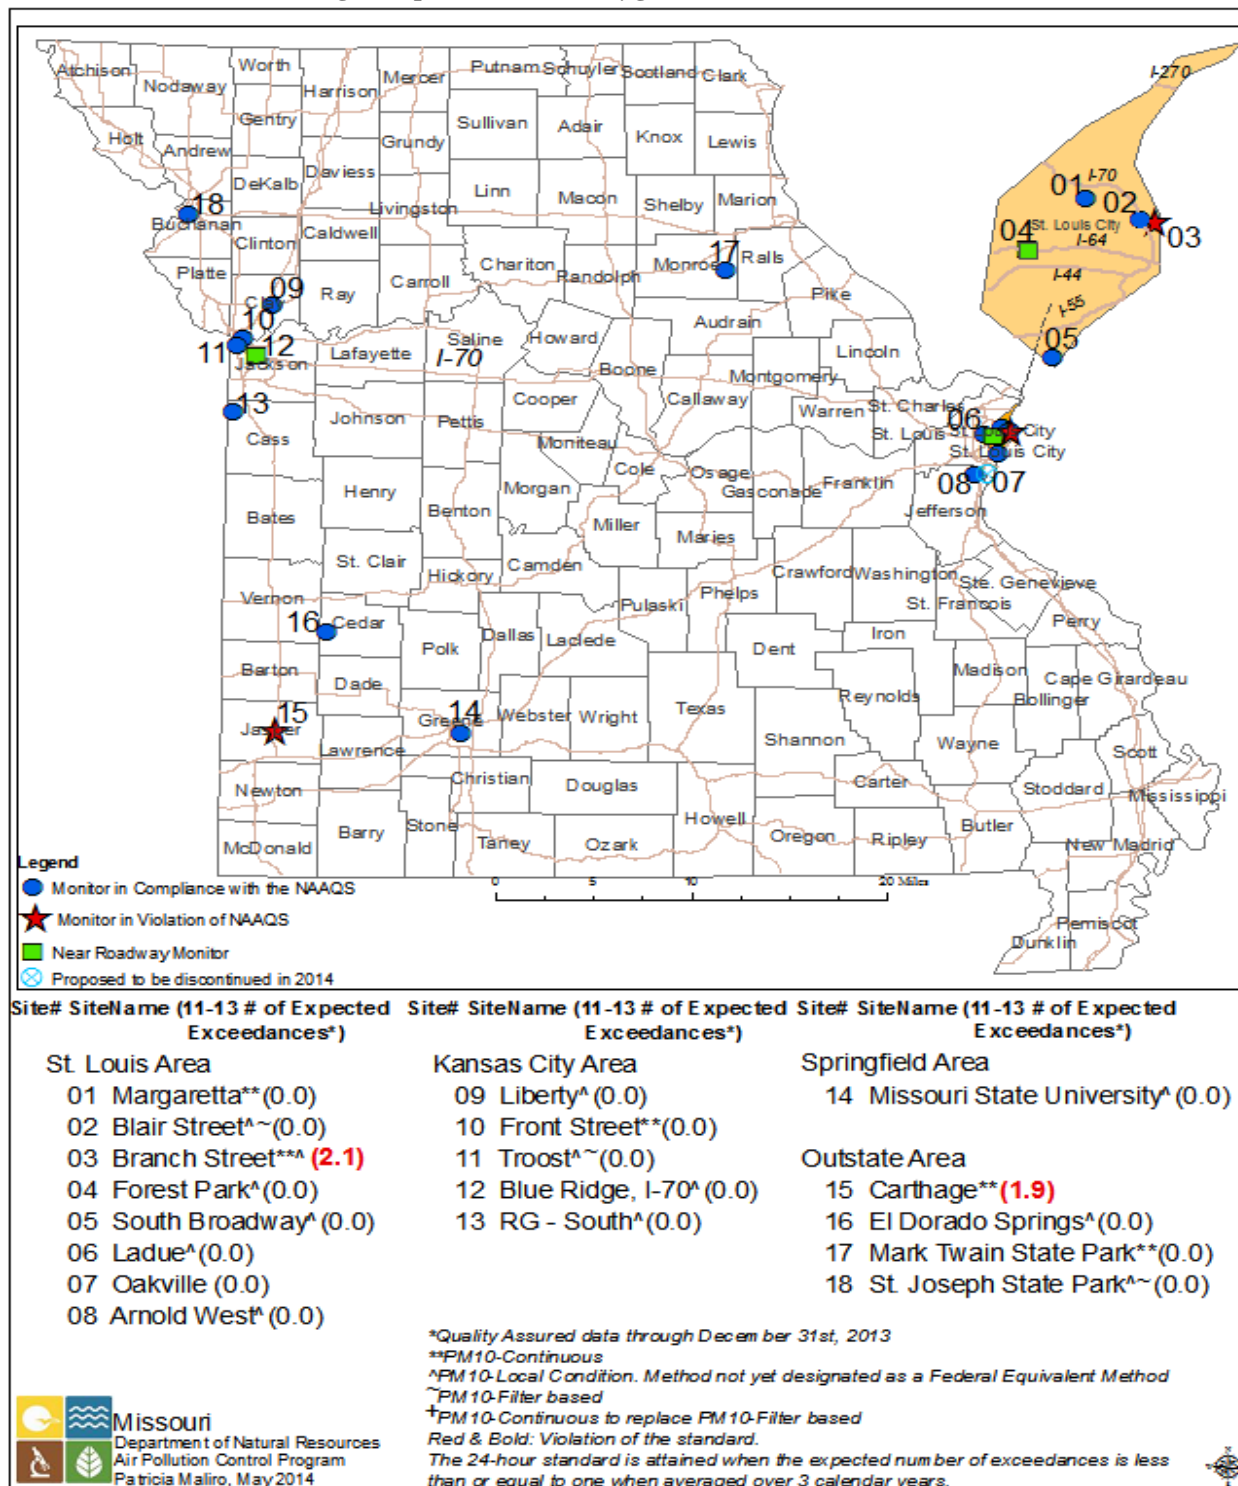 Atchison
Nodaway
Worth
Harrison
Mercer
Putnam
Schuyler
Scotland
Clark
I-270
Holt
Andrew
Gentry
Grundy
Sullivan
Adair
Knox
Lewis
DeKalb
Daviess
Linn
Macon
Shelby
Marion
18
Buchanan
Clinton
Caldwell
Livingston
01
I-70
02
St. Louis City
03
04
I-64
I-44
I-55
05
Platte
Ray
Carroll
Chariton
Randolph
Monroe
17
Ralls
Pike
09
10
11
12
Jackson
Lafayette
I-70
Saline
Howard
Boone
Audrain
Montgomery
Lincoln
13
Cass
Johnson
Pettis
Cooper
Moniteau
Callaway
Warren
St. Charles
06
St. Louis
St. Louis City
St. Louis City
Cole
Osage
Gasconade
Franklin
08
07
Jefferson
Henry
Benton
Morgan
Miller
Maries
Bates
St. Clair
Hickory
Camden
Pulaski
Phelps
Crawford
Washington
Ste. Genevieve
St. Francois
Perry
Vernon
16
Cedar
Polk
Dallas
Laclede
Dent
Iron
Madison
Bollinger
Cape Girardeau
Barton
Dade
15
Jasper
Lawrence
Greene
14
Webster
Wright
Texas
Shannon
Reynolds
Wayne
Scott
Newton
Christian
Douglas
Carter
Stoddard
Mississippi
McDonald
Barry
Stone
Taney
Ozark
Howell
Oregon
Ripley
Butler
New Madrid
Pemiscot
Dunklin
0 5 10 20 Miles
Legend
Monitor in Compliance with the NAAQS
Monitor in Violation of NAAQS
Near Roadway Monitor
Proposed to be discontinued in 2014
Site# SiteName (11-13 # of Expected
Exceedances*)
St. Louis Area
01 Margaretta**(0.0)
02 Blair Street^~(0.0)
03 Branch Street**^ (2.1)
04 Forest Park^(0.0)
05 South Broadway^(0.0)
06 Ladue^(0.0)
07 Oakville (0.0)
08 Arnold West^(0.0)
Site# SiteName (11-13 # of Expected
Exceedances*)
Kansas City Area
09 Liberty^(0.0)
10 Front Street**(0.0)
11 Troost^~(0.0)
12 Blue Ridge, I-70^(0.0)
13 RG - South^(0.0)
Site# SiteName (11-13 # of Expected
Exceedances*)
Springfield Area
14 Missouri State University^(0.0)
Outstate Area
15 Carthage**(1.9)
16 El Dorado Springs^(0.0)
17 Mark Twain State Park**(0.0)
18 St. Joseph State Park^~(0.0)
*Quality Assured data through December 31st, 2013
**PM10-Continuous
^PM10-Local Condition. Method not yet designated as a Federal Equivalent Method
~PM10-Filter based
+PM10-Continuous to replace PM10-Filter based
Red & Bold: Violation of the standard.
The 24-hour standard is attained when the expected number of exceedances is less
than or equal to one when averaged over 3 calendar years.
Missouri
Department of Natural Resources
Air Pollution Control Program
Patricia Maliro, May 2014